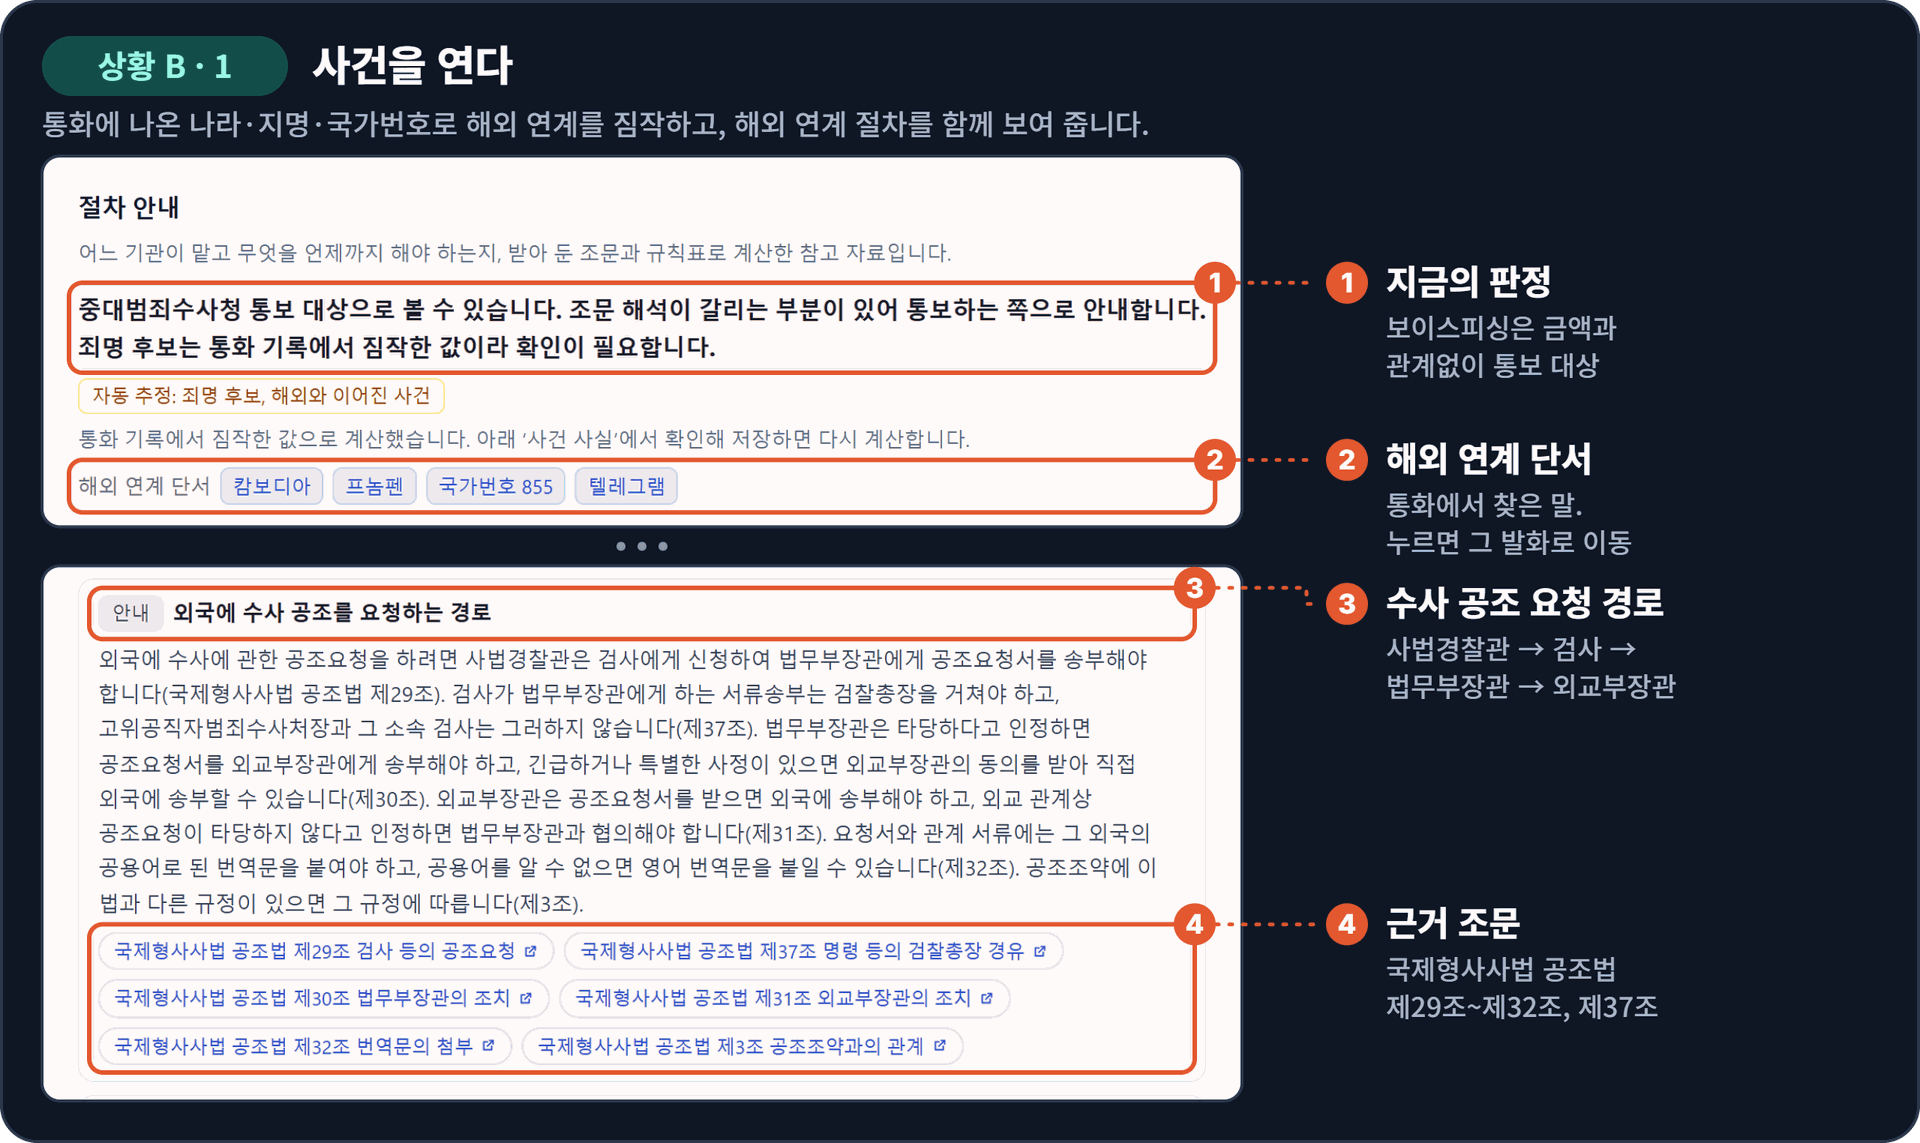 상황 B · 1 사건을 연다
통화에 나온 나라·지명·국가번호로 해외 연계를 짐작하고, 해외 연계 절차를 함께 보여 줍니다.
절차 안내
어느 기관이 맡고 무엇을 언제까지 해야 하는지, 받아 둔 조문과 규칙표로 계산한 참고 자료입니다.
중대범죄수사청 통보 대상으로 볼 수 있습니다. 조문 해석이 갈리는 부분이 있어 통보하는 쪽으로 안내합니다.
죄명 후보는 통화 기록에서 짐작한 값이라 확인이 필요합니다.
1
자동 추정: 죄명 후보, 해외와 이어진 사건
통화 기록에서 짐작한 값으로 계산했습니다. 아래 '사건 사실'에서 확인해 저장하면 다시 계산합니다.
해외 연계 단서 캄보디아 프놈펜 국가번호 855 텔레그램
2
안내 외국에 수사 공조를 요청하는 경로
3
외국에 수사에 관한 공조요청을 하려면 사법경찰관은 검사에게 신청하여 법무부장관에게 공조요청서를 송부해야
합니다(국제형사사법 공조법 제29조). 검사가 법무부장관에게 하는 서류송부는 검찰총장을 거쳐야 하고,
고위공직자범죄수사처장과 그 소속 검사는 그러하지 않습니다(제37조). 법무부장관은 타당하다고 인정하면
공조요청서를 외교부장관에게 송부해야 하고, 긴급하거나 특별한 사정이 있으면 외교부장관의 동의를 받아 직접
외국에 송부할 수 있습니다(제30조). 외교부장관은 공조요청서를 받으면 외국에 송부해야 하고, 외교 관계상
공조요청이 타당하지 않다고 인정하면 법무부장관과 협의해야 합니다(제31조). 요청서와 관계 서류에는 그 외국의
공용어로 된 번역문을 붙여야 하고, 공용어를 알 수 없으면 영어 번역문을 붙일 수 있습니다(제32조). 공조조약에 이
법과 다른 규정이 있으면 그 규정에 따릅니다(제3조).
4
국제형사사법 공조법 제29조 검사 등의 공조요청 국제형사사법 공조법 제37조 명령 등의 검찰총장 경유
국제형사사법 공조법 제30조 법무부장관의 조치 국제형사사법 공조법 제31조 외교부장관의 조치
국제형사사법 공조법 제32조 번역문의 첨부 국제형사사법 공조법 제3조 공조조약과의 관계
1 지금의 판정
보이스피싱은 금액과
관계없이 통보 대상
2 해외 연계 단서
통화에서 찾은 말.
누르면 그 발화로 이동
3 수사 공조 요청 경로
사법경찰관 → 검사 →
법무부장관 → 외교부장관
4 근거 조문
국제형사사법 공조법
제29조~제32조, 제37조